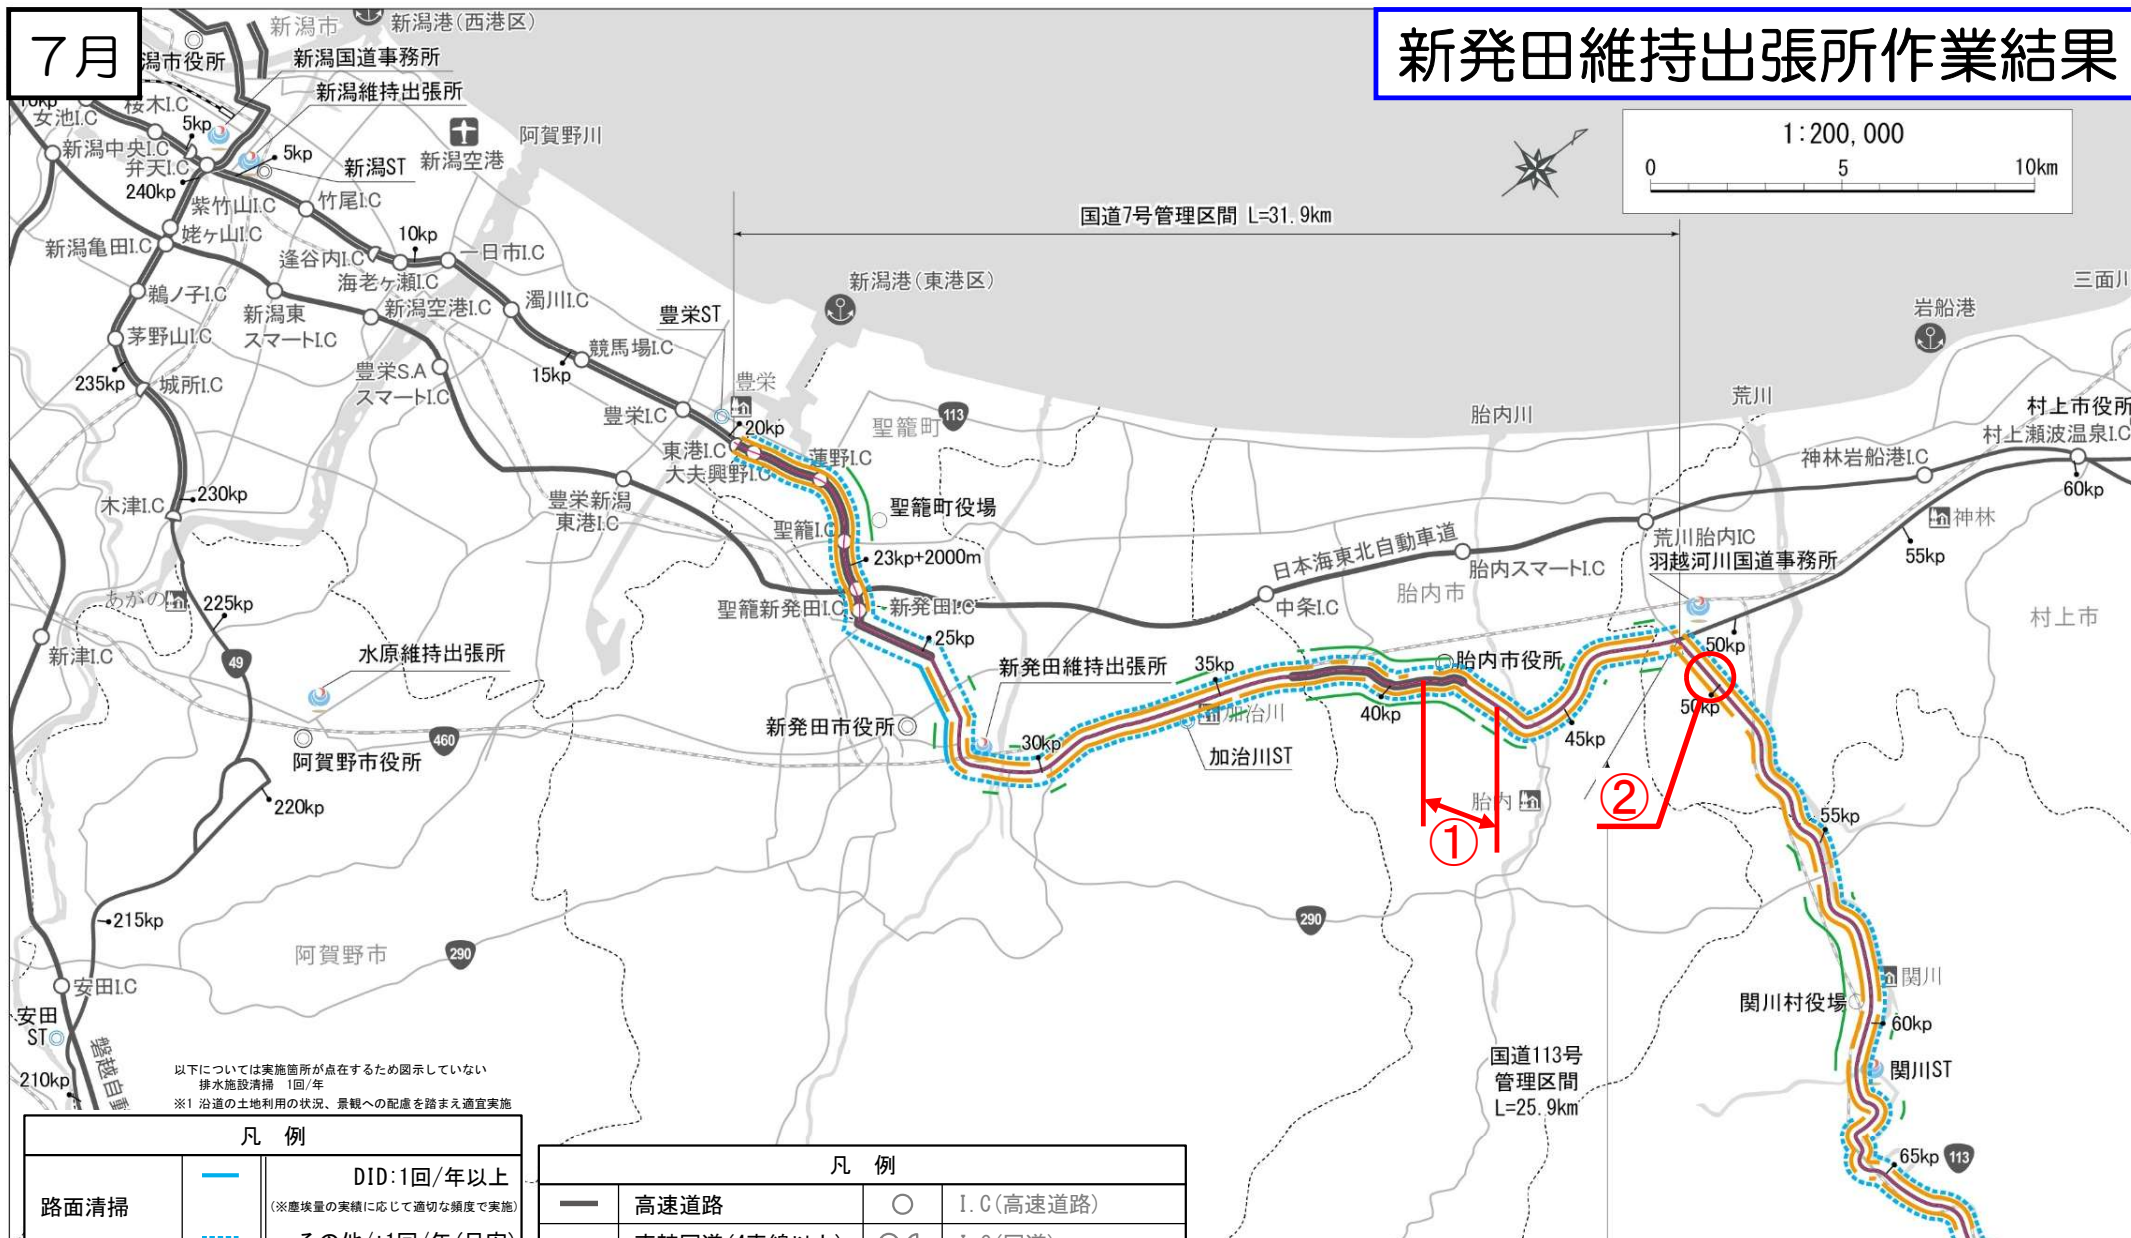 7月
新発田維持出張所作業結果
新潟市
新潟港(西港区)
潟市役所
新潟国道事務所
新潟維持出張所
桜木I.C
女池I.C
5kp
新潟中央I.C
弁天I.C
5kp
新潟ST
新潟空港
阿賀野川
240kp
紫竹山I.C
竹尾I.C
姥ヶ山I.C
新潟亀田I.C
10kp
一日市I.C
逢谷内I.C
海老ヶ瀬I.C
鵜ノ子I.C
新潟東
スマートI.C
新潟空港I.C
濁川I.C
茅野山I.C
235kp
城所I.C
豊栄S.A
スマートI.C
15kp
競馬場I.C
豊栄ST
新潟港(東港区)
1:200,000
0 5 10km
国道7号管理区間 L=31.9km
三面川
岩船港
豊栄
豊栄I.C
20kp
聖籠町
113
胎内川
荒川
村上市役所
村上瀬波温泉I.C
東港I.C
大夫興野I.C
蓮野I.C
神林岩船港I.C
60kp
木津I.C
230kp
豊栄新潟
東港I.C
聖籠I.C
聖籠町役場
23kp+2000m
日本海東北自動車道
胎内スマートI.C
荒川胎内IC
羽越河川国道事務所
神林
55kp
あがの
225kp
聖籠新発田I.C
新発田I.C
中条I.C
胎内市
村上市
新津I.C
49
水原維持出張所
25kp
新発田維持出張所
35kp
胎内市役所
50kp
50kp
新発田市役所
加治川
40kp
45kp
460
阿賀野市役所
30kp
加治川ST
220kp
胎内
①
②
55kp
215kp
290
290
阿賀野市
安田I.C
安田
ST
磐越自動
210kp
関川
関川村役場
60kp
関川ST
国道113号
管理区間
L=25.9km
65kp
113
以下については実施箇所が点在するため図示していない
排水施設清掃 1回/年
※1 沿道の土地利用の状況、景観への配慮を踏まえ適宜実施
凡 例
路面清掃
DID:1回/年以上
(※塵埃量の実績に応じて適切な頻度で実施)
凡 例
高速道路
I.C(高速道路)